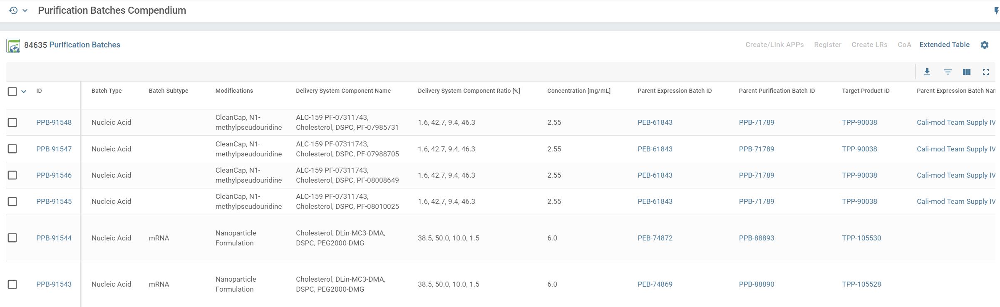 Purification Batches Compendium
84635 Purification Batches
Create/Link APPs Register Create LRs CoA Extended Table
ID Batch Type Batch Subtype Modifications Delivery System Component Name Delivery System Component Ratio [%] Concentration [mg/mL] Parent Expression Batch ID Parent Purification Batch ID Target Product ID Parent Expression Batch Nan
PPB-91548 Nucleic Acid CleanCap, N1- ALC-159 PF-07311743, 1.6, 42.7, 9.4, 46.3 2.55 PEB-61843 PPB-71789 TPP-90038 Cali-mod Team Supply IV
methylpseudouridine Cholesterol, DSPC, PF-07985731
PPB-91547 Nucleic Acid CleanCap, N1- ALC-159 PF-07311743, 1.6, 42.7, 9.4, 46.3 2.55 PEB-61843 PPB-71789 TPP-90038 Cali-mod Team Supply IV
methylpseudouridine Cholesterol, DSPC, PF-07988705
PPB-91546 Nucleic Acid CleanCap, N1- ALC-159 PF-07311743, 1.6, 42.7, 9.4, 46.3 2.55 PEB-61843 PPB-71789 TPP-90038 Cali-mod Team Supply IV
methylpseudouridine Cholesterol, DSPC, PF-08008649
PPB-91545 Nucleic Acid CleanCap, N1- ALC-159 PF-07311743, 1.6, 42.7, 9.4, 46.3 2.55 PEB-61843 PPB-71789 TPP-90038 Cali-mod Team Supply IV
methylpseudouridine Cholesterol, DSPC, PF-08010025
PPB-91544 Nucleic Acid mRNA Nanoparticle Cholesterol, DLin-MC3-DMA, 38.5, 50.0, 10.0, 1.5 6.0 PEB-74872 PPB-88893 TPP-105530
Formulation DSPC, PEG2000-DMG
PPB-91543 Nucleic Acid mRNA Nanoparticle Cholesterol, DLin-MC3-DMA, 38.5, 50.0, 10.0, 1.5 6.0 PEB-74869 PPB-88890 TPP-105528
Formulation DSPC, PEG2000-DMG